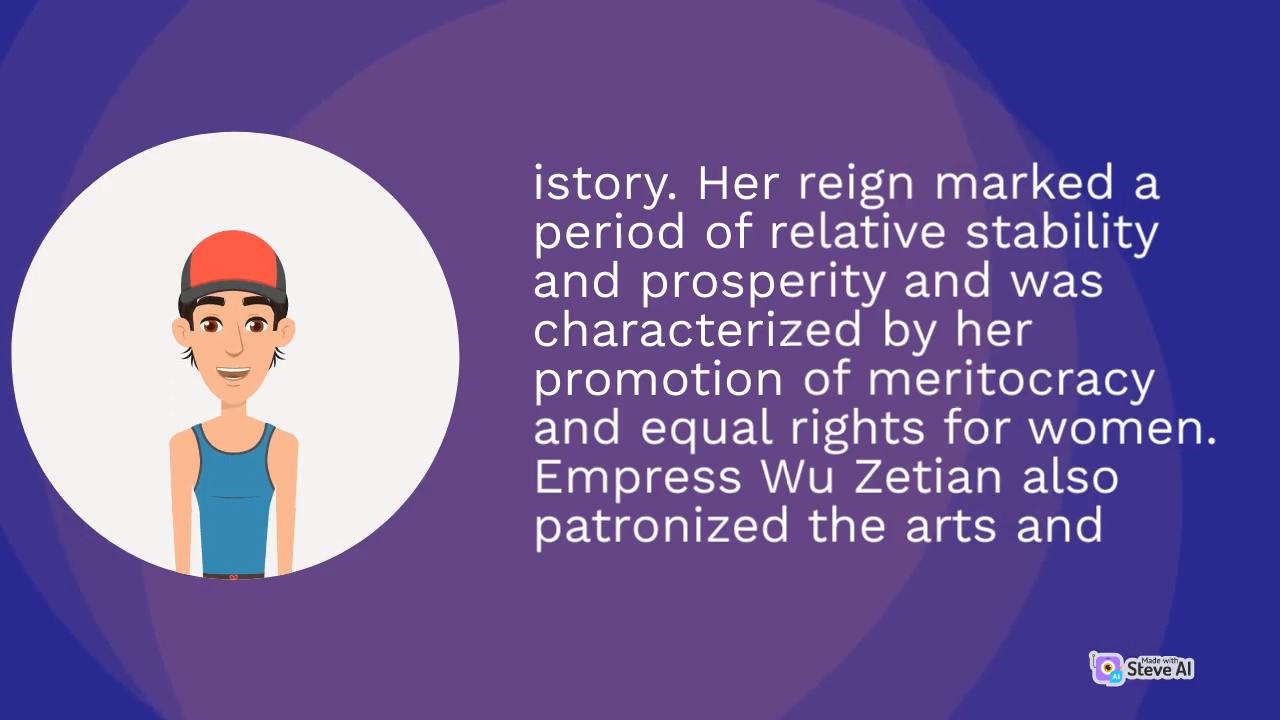 istory. Her reign marked a
period of relative stability
and prosperity and was
characterized by her
promotion of meritocracy
and equal rights for women.
Empress Wu Zetian also
patronized the arts and
Made with
Steve AI
AI